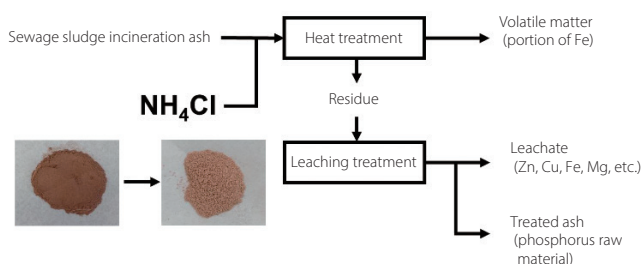 Sewage sludge incineration ash
NH4Cl
Heat treatment
Volatile matter
(portion of Fe)
Residue
Leaching treatment
Leachate
(Zn, Cu, Fe, Mg, etc.)
Treated ash
(phosphorus raw
material)